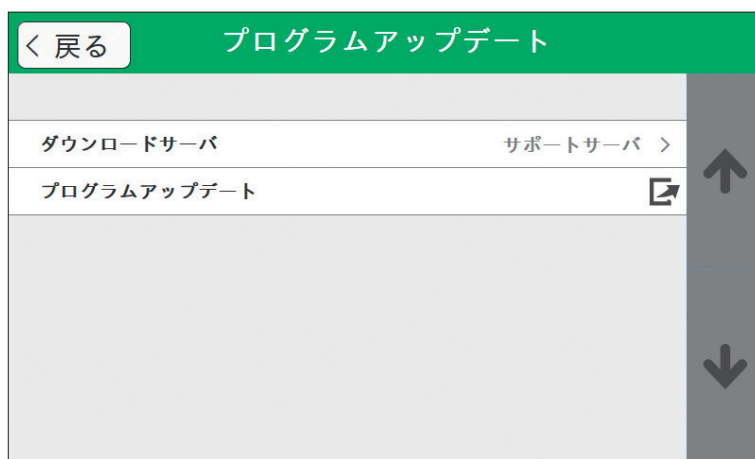 戻る
プログラムアップデート
ダウンロードサーバ
サポートサーバ
プログラムアップデート